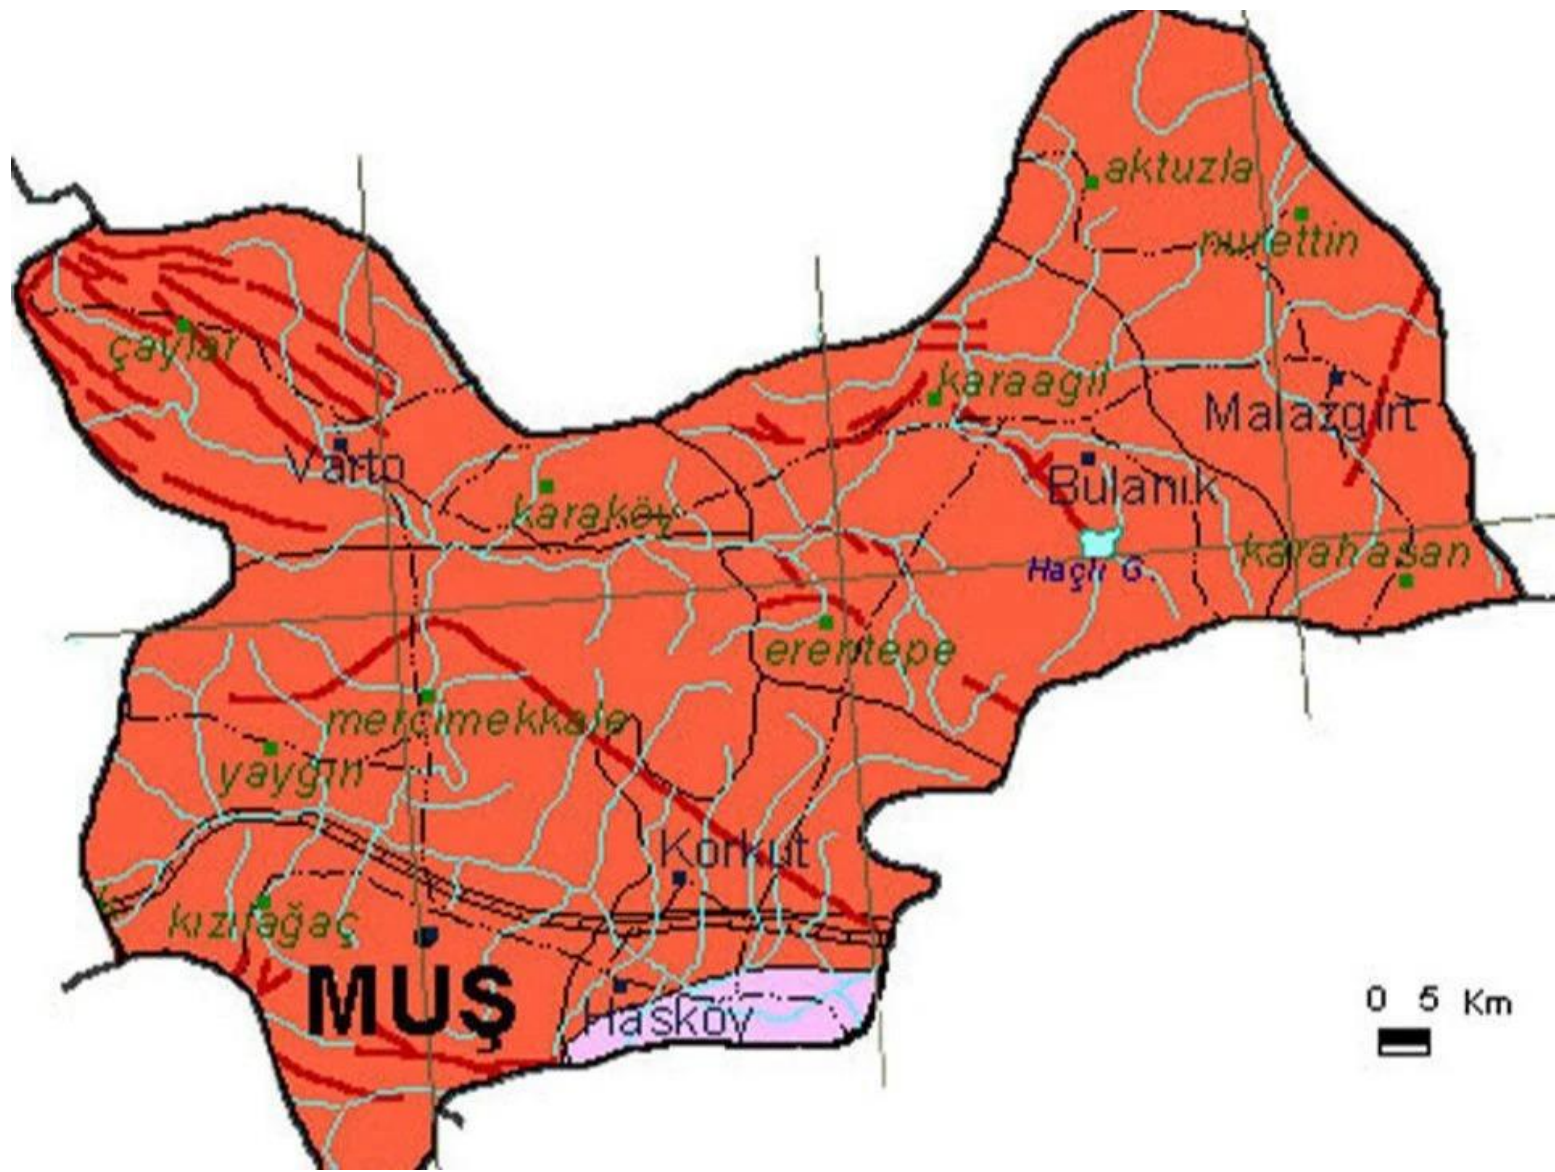 aktuzla
nurettin
çaylar
karaagil
Malazgirt
Varto
Bulanık
karaköy
karahasan
Haçlı G.
erentepe
mercimekkale
yaygın
Korkut
kızılağaç
MUŞ
Hasköy
0 5 Km